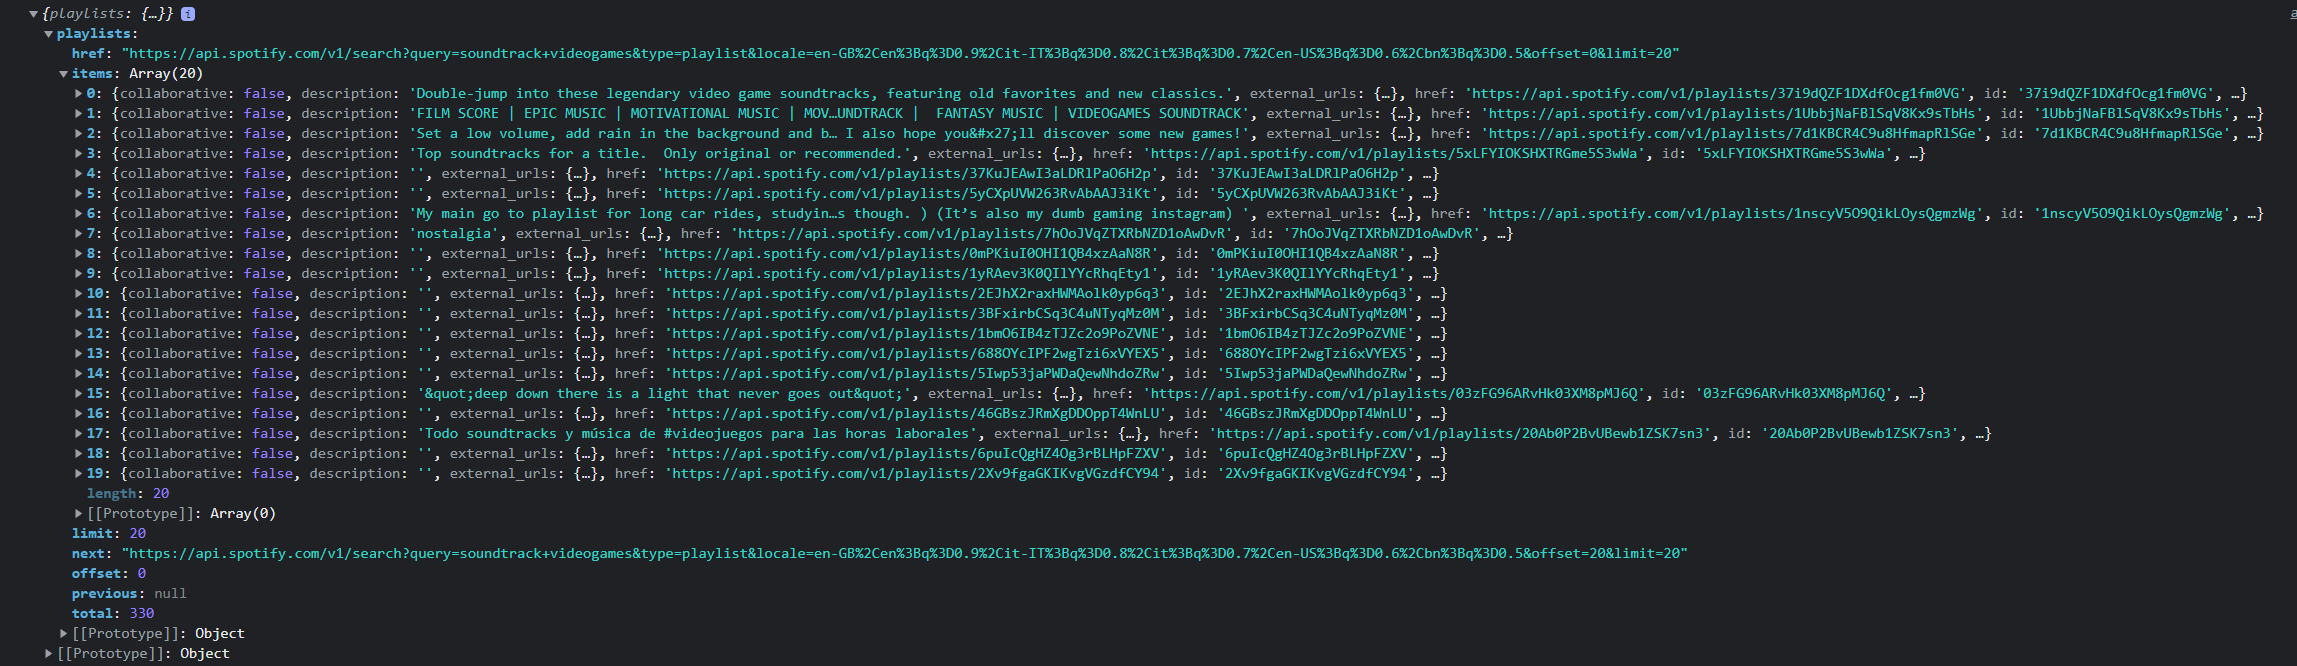 ▼{playlists: {…}} i
▼playlists:
href: "https://api.spotify.com/v1/search?query=soundtrack+videogames&type=playlist&locale=en-GB%2Cen%3Bq%3D0.9%2Cit-IT%3Bq%3D0.8%2Cit%3Bq%3D0.7%2Cen-US%3Bq%3D0.6%2Cbn%3Bq%3D0.5&offset=0&limit=20"
▼items: Array(20)
▶0: {collaborative: false, description: 'Double-jump into these legendary video game soundtracks, featuring old favorites and new classics.', external_urls: {…}, href: 'https://api.spotify.com/v1/playlists/37i9dQZF1DXdfOcg1fm0VG', id: '37i9dQZF1DXdfOcg1fm0VG', …}
▶1: {collaborative: false, description: 'FILM SCORE | EPIC MUSIC | MOTIVATIONAL MUSIC | MOV…UNDTRACK |  FANTASY MUSIC | VIDEOGAMES SOUNDTRACK', external_urls: {…}, href: 'https://api.spotify.com/v1/playlists/1UbbjNaFBlSqV8Kx9sTbHs', id: '1UbbjNaFBlSqV8Kx9sTbHs', …}
▶2: {collaborative: false, description: 'Set a low volume, add rain in the background and b… I also hope you&#x27;ll discover some new games!', external_urls: {…}, href: 'https://api.spotify.com/v1/playlists/7d1KBCR4C9u8HfmapRlSGe', id: '7d1KBCR4C9u8HfmapRlSGe', …}
▶3: {collaborative: false, description: 'Top soundtracks for a title.  Only original or recommended.', external_urls: {…}, href: 'https://api.spotify.com/v1/playlists/5xLFYIOKSHXTRGme5S3wWa', id: '5xLFYIOKSHXTRGme5S3wWa', …}
▶4: {collaborative: false, description: '', external_urls: {…}, href: 'https://api.spotify.com/v1/playlists/37KuJEAwI3aLDRlPaO6H2p', id: '37KuJEAwI3aLDRlPaO6H2p', …}
▶5: {collaborative: false, description: '', external_urls: {…}, href: 'https://api.spotify.com/v1/playlists/5yCXpUVW263RvAbAAJ3iKt', id: '5yCXpUVW263RvAbAAJ3iKt', …}
▶6: {collaborative: false, description: 'My main go to playlist for long car rides, studyin…s though. ) (It’s also my dumb gaming instagram) ', external_urls: {…}, href: 'https://api.spotify.com/v1/playlists/1nscyV5O9QikLOysQgmzWg', id: '1nscyV5O9QikLOysQgmzWg', …}
▶7: {collaborative: false, description: 'nostalgia', external_urls: {…}, href: 'https://api.spotify.com/v1/playlists/7hOoJVqZTXRbNZD1oAwDvR', id: '7hOoJVqZTXRbNZD1oAwDvR', …}
▶8: {collaborative: false, description: '', external_urls: {…}, href: 'https://api.spotify.com/v1/playlists/0mPKiuI0OHI1QB4xzAaN8R', id: '0mPKiuI0OHI1QB4xzAaN8R', …}
▶9: {collaborative: false, description: '', external_urls: {…}, href: 'https://api.spotify.com/v1/playlists/1yRAev3K0QIlYYcRhqEty1', id: '1yRAev3K0QIlYYcRhqEty1', …}
▶10: {collaborative: false, description: '', external_urls: {…}, href: 'https://api.spotify.com/v1/playlists/2EJhX2raxHWMAolk0yp6q3', id: '2EJhX2raxHWMAolk0yp6q3', …}
▶11: {collaborative: false, description: '', external_urls: {…}, href: 'https://api.spotify.com/v1/playlists/3BFxirbCSq3C4uNTyqMz0M', id: '3BFxirbCSq3C4uNTyqMz0M', …}
▶12: {collaborative: false, description: '', external_urls: {…}, href: 'https://api.spotify.com/v1/playlists/1bmO6IB4zTJZc2o9PoZVNE', id: '1bmO6IB4zTJZc2o9PoZVNE', …}
▶13: {collaborative: false, description: '', external_urls: {…}, href: 'https://api.spotify.com/v1/playlists/688OYcIPF2wgTzi6xVYEX5', id: '688OYcIPF2wgTzi6xVYEX5', …}
▶14: {collaborative: false, description: '', external_urls: {…}, href: 'https://api.spotify.com/v1/playlists/5Iwp53jaPWDaQewNhdoZRw', id: '5Iwp53jaPWDaQewNhdoZRw', …}
▶15: {collaborative: false, description: '&quot;deep down there is a light that never goes out&quot;', external_urls: {…}, href: 'https://api.spotify.com/v1/playlists/03zFG96ARvHk03XM8pMJ6Q', id: '03zFG96ARvHk03XM8pMJ6Q', …}
▶16: {collaborative: false, description: '', external_urls: {…}, href: 'https://api.spotify.com/v1/playlists/46GBszJRmXgDDOppT4WnLU', id: '46GBszJRmXgDDOppT4WnLU', …}
▶17: {collaborative: false, description: 'Todo soundtracks y música de #videojuegos para las horas laborales', external_urls: {…}, href: 'https://api.spotify.com/v1/playlists/20Ab0P2BvUBewb1ZSK7sn3', id: '20Ab0P2BvUBewb1ZSK7sn3', …}
▶18: {collaborative: false, description: '', external_urls: {…}, href: 'https://api.spotify.com/v1/playlists/6puIcQgHZ4Og3rBLHpFZXV', id: '6puIcQgHZ4Og3rBLHpFZXV', …}
▶19: {collaborative: false, description: '', external_urls: {…}, href: 'https://api.spotify.com/v1/playlists/2Xv9fgaGKIKvgVGzdfCY94', id: '2Xv9fgaGKIKvgVGzdfCY94', …}
length: 20
▶[[Prototype]]: Array(0)
limit: 20
next: "https://api.spotify.com/v1/search?query=soundtrack+videogames&type=playlist&locale=en-GB%2Cen%3Bq%3D0.9%2Cit-IT%3Bq%3D0.8%2Cit%3Bq%3D0.7%2Cen-US%3Bq%3D0.6%2Cbn%3Bq%3D0.5&offset=20&limit=20"
offset: 0
previous: null
total: 330
▶[[Prototype]]: Object
▶[[Prototype]]: Object